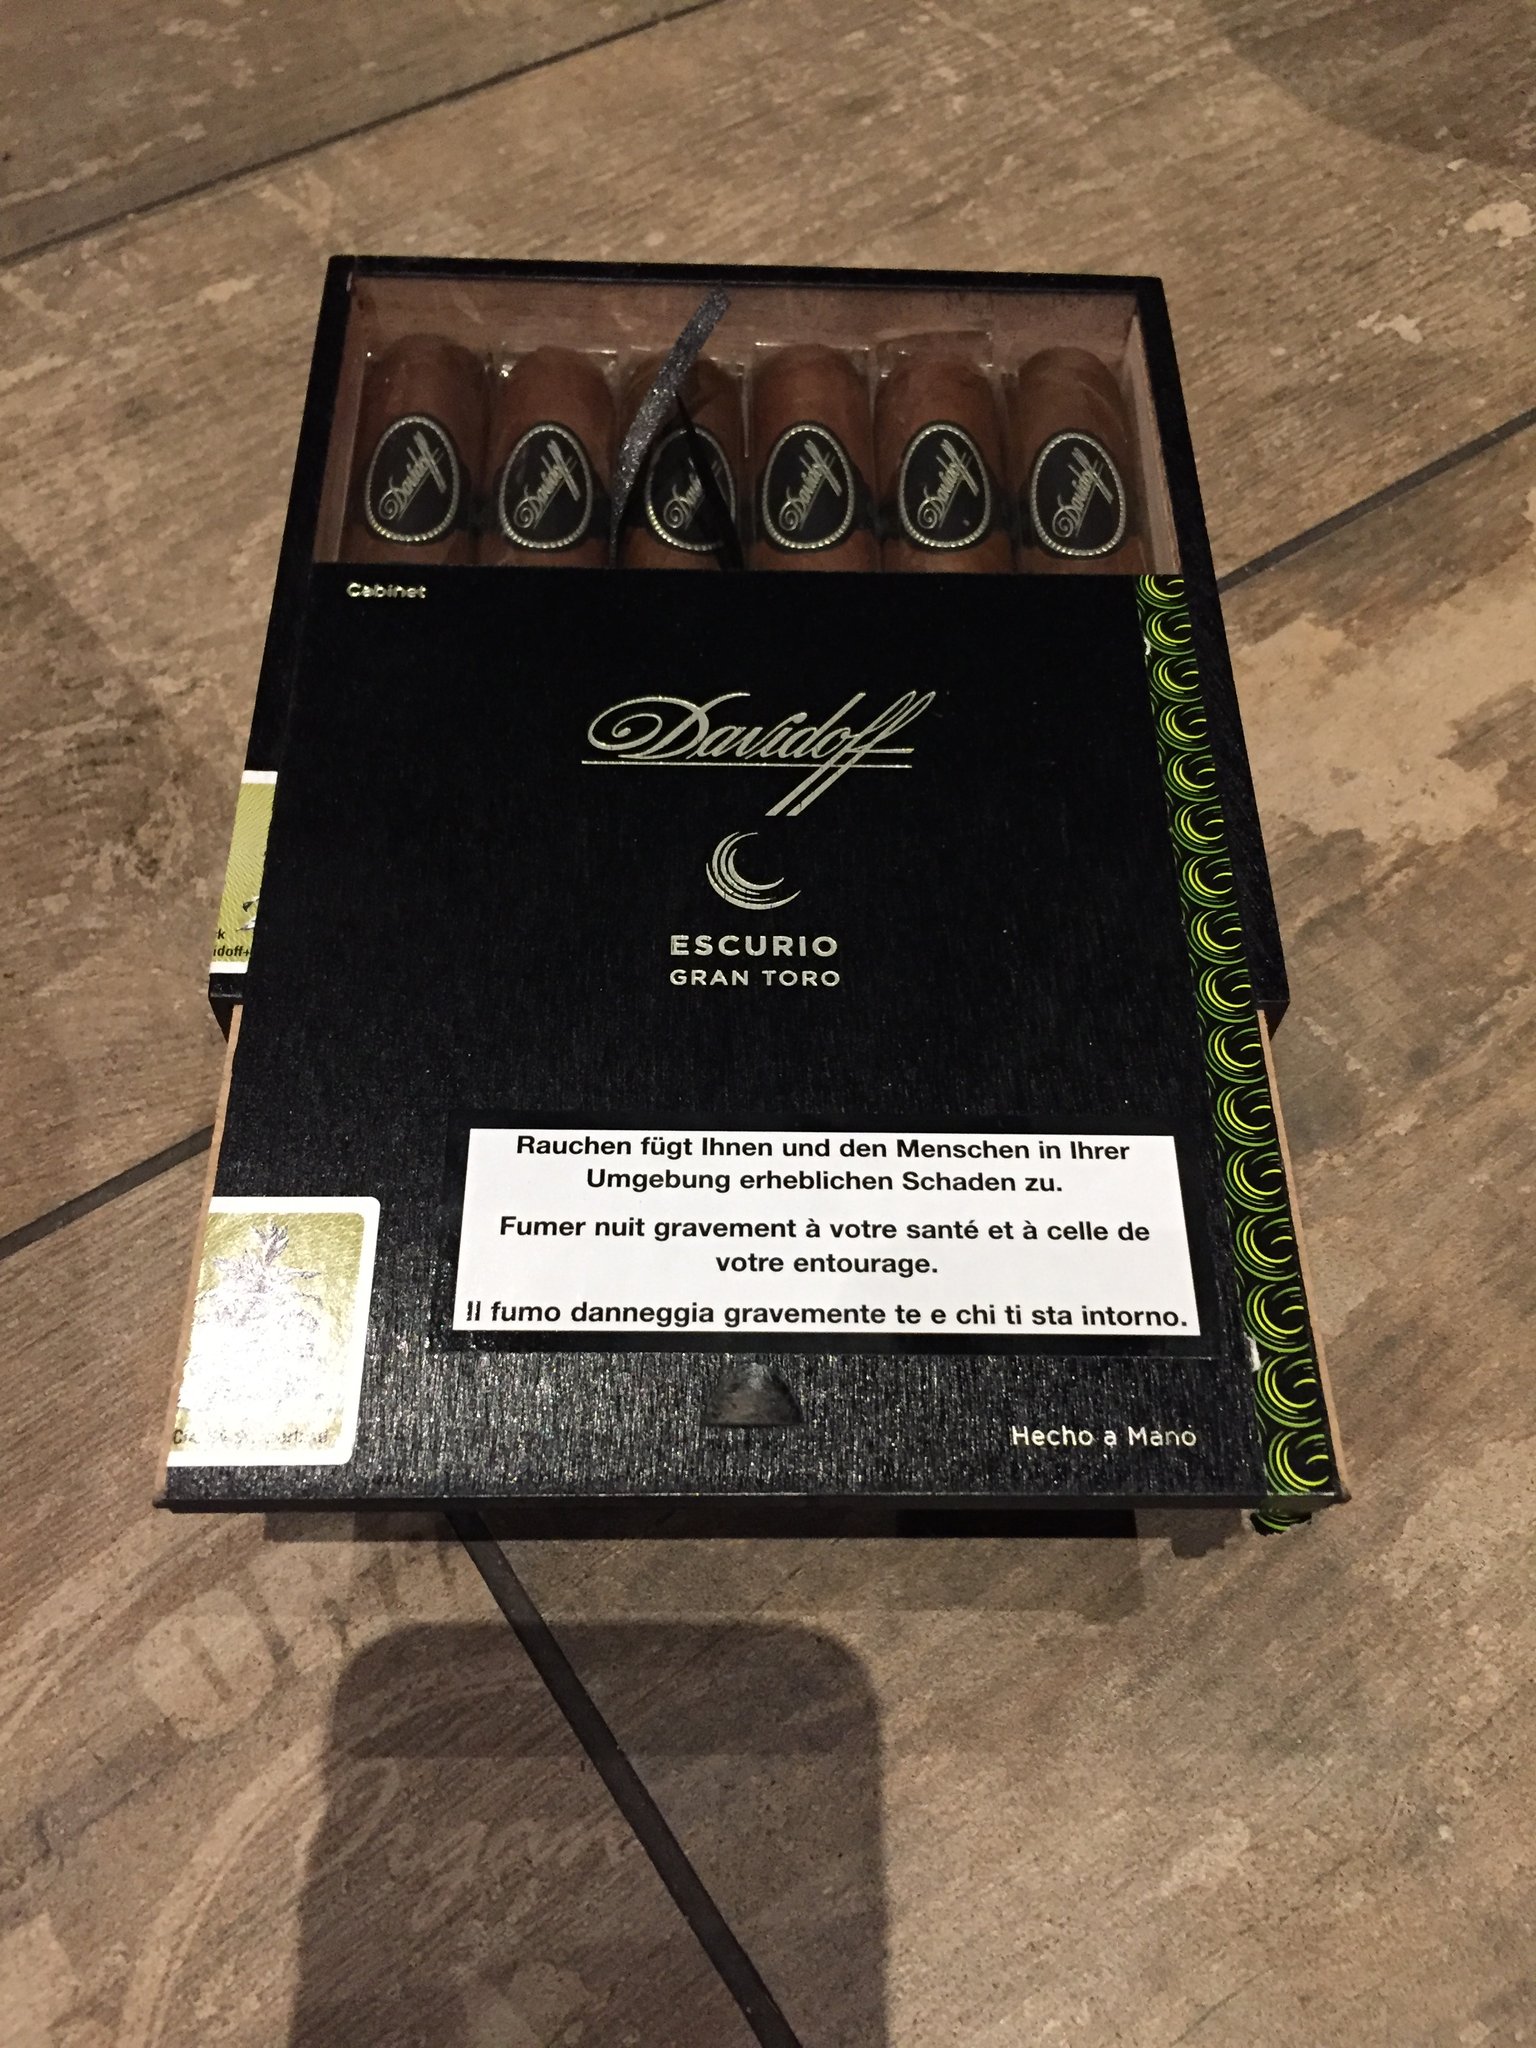 Davidoff
Davidoff
Davidoff
Davidoff
Davidoff
Davidoff
Cabinet
Davidoff
ESCURIO
GRAN TORO
Rauchen fügt Ihnen und den Menschen in Ihrer
Umgebung erheblichen Schaden zu.
Fumer nuit gravement à votre santé et à celle de
votre entourage.
Il fumo danneggia gravemente te e chi ti sta intorno.
Hecho a Mano